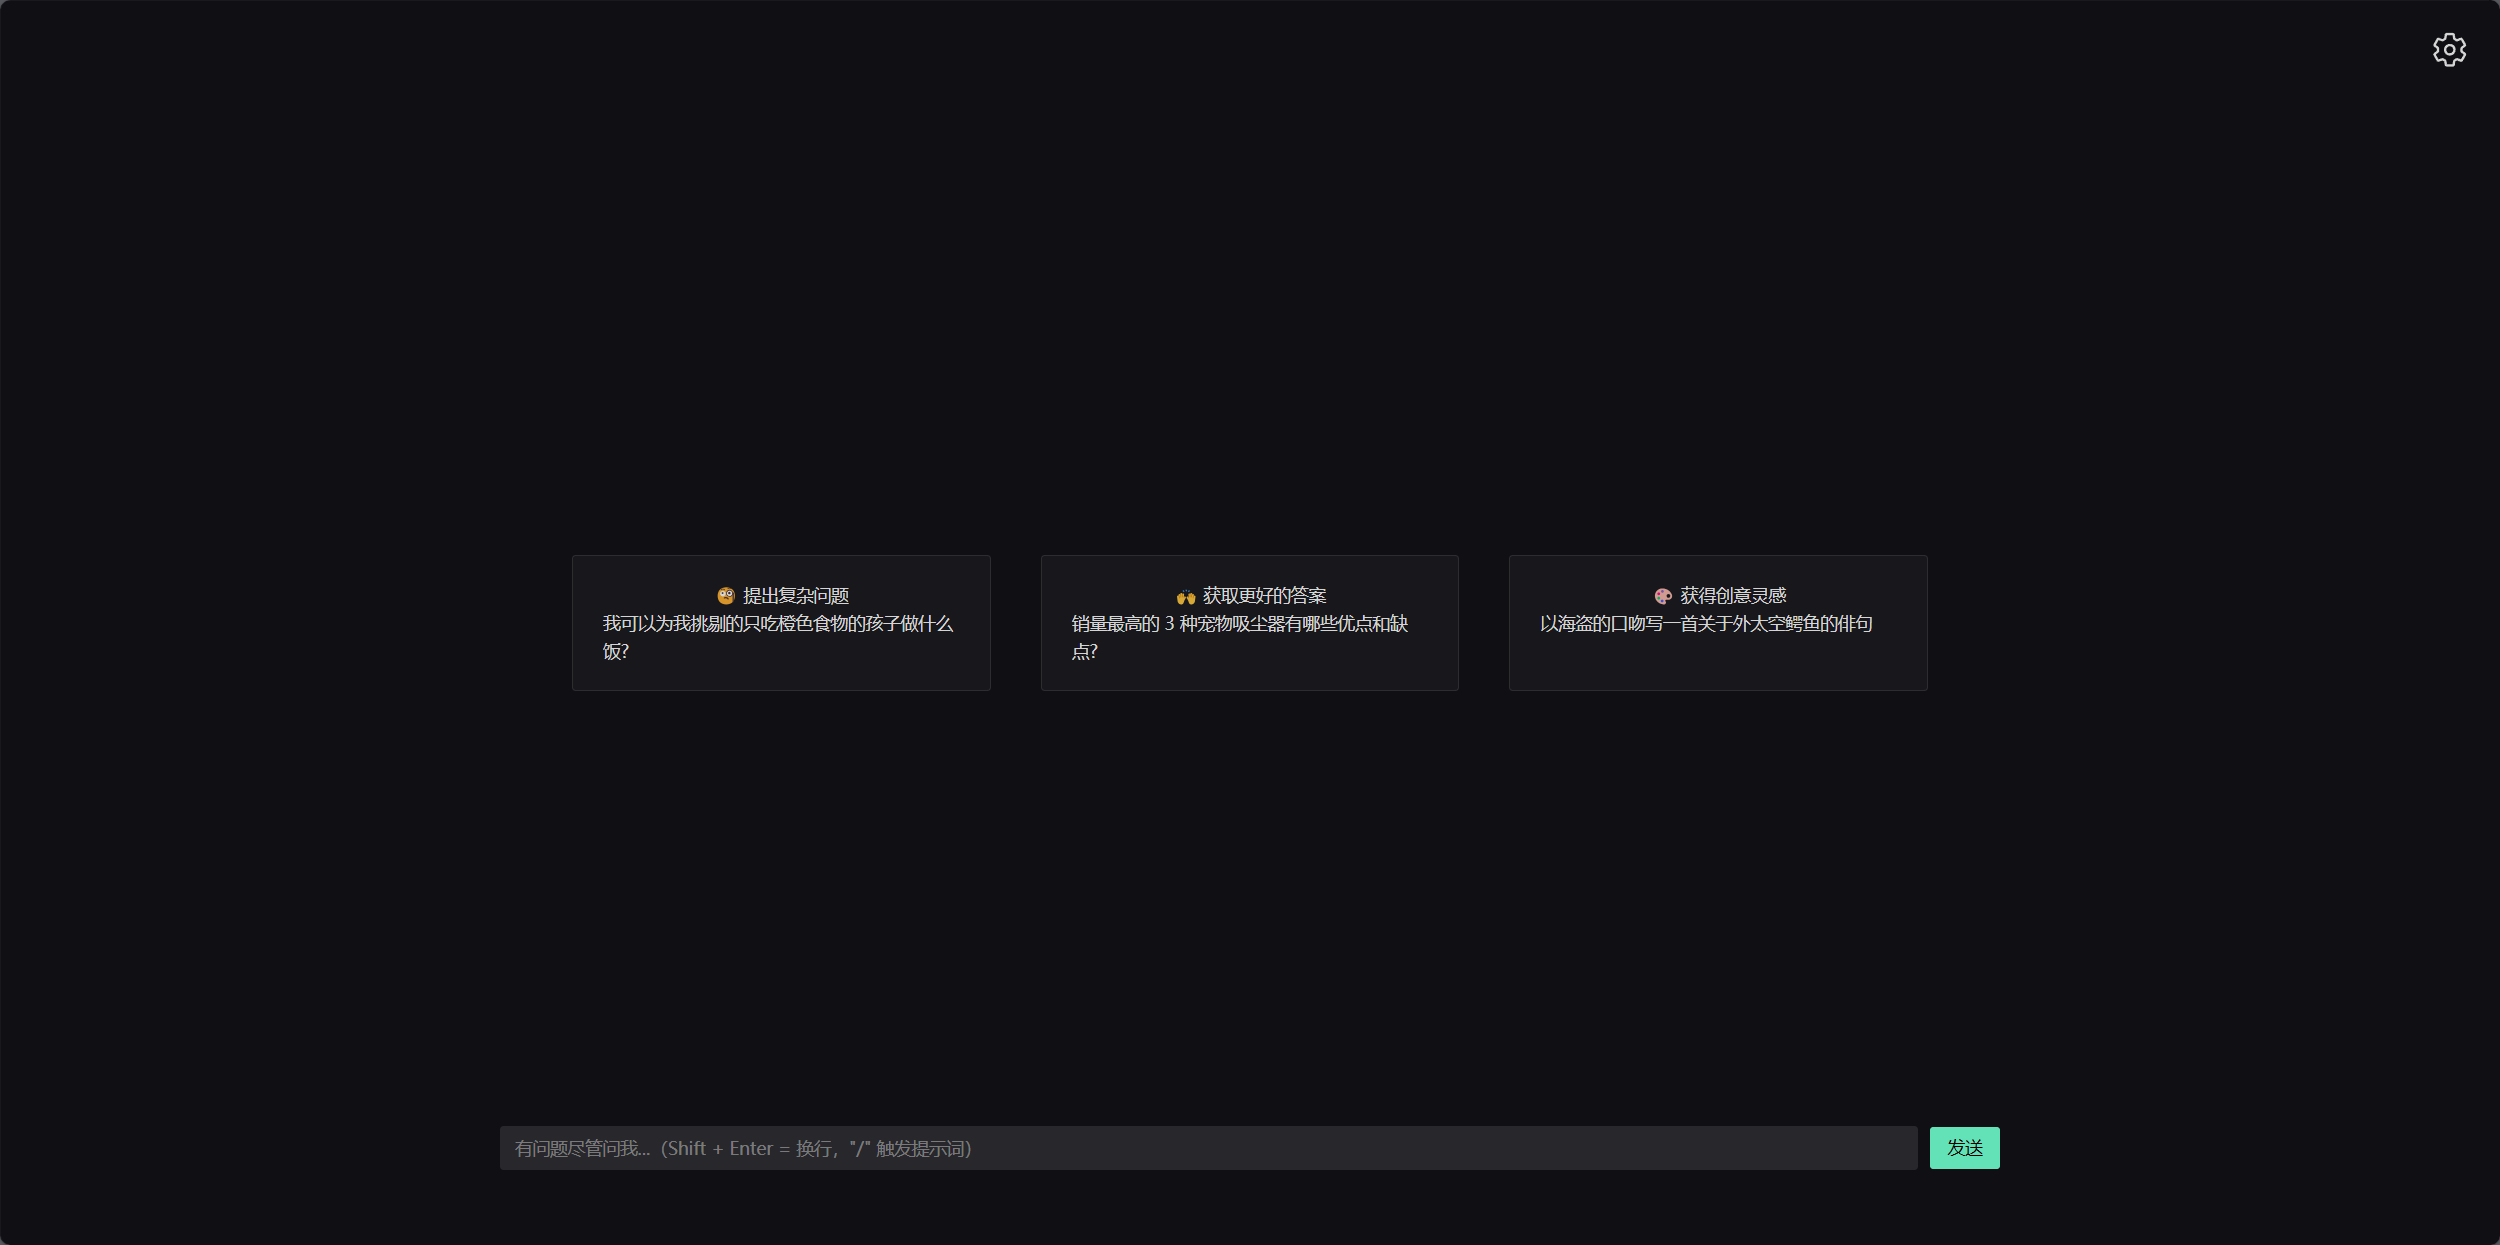 🧐 提出复杂问题
我可以为我挑剔的只吃橙色食物的孩子做什么
饭?
🙌 获取更好的答案
销量最高的 3 种宠物吸尘器有哪些优点和缺
点?
🎨 获得创意灵感
以海盗的口吻写一首关于外太空鳄鱼的俳句
有问题尽管问我...（Shift + Enter = 换行，"/" 触发提示词）
发送